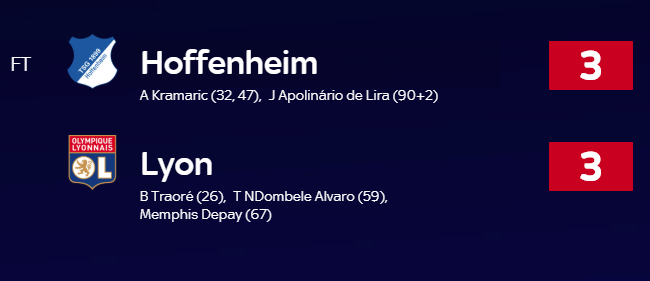 FT
TSG 1899
Hoffenheim
Hoffenheim
3
A Kramaric (32, 47), J Apolinário de Lira (90+2)
OLYMPIQUE
LYONNAIS
OL
Lyon
3
B Traoré (26), T NDombele Alvaro (59),
Memphis Depay (67)